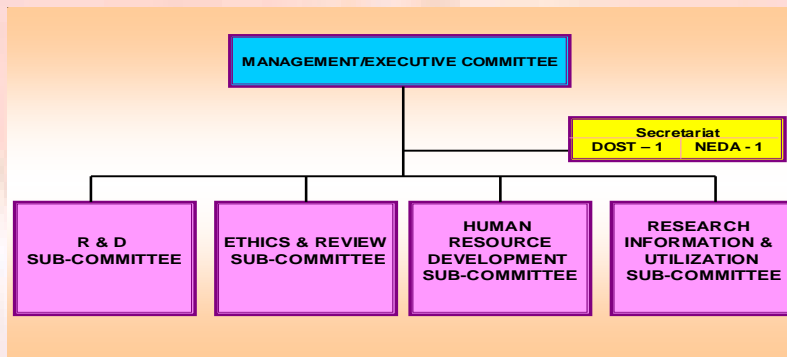 MANAGEMENT/EXECUTIVE COMMITTEE
Secretariat
DOST – 1 NEDA - 1
R & D
SUB-COMMITTEE
ETHICS & REVIEW
SUB-COMMITTEE
HUMAN
RESOURCE
DEVELOPMENT
SUB-COMMITTEE
RESEARCH
INFORMATION &
UTILIZATION
SUB-COMMITTEE